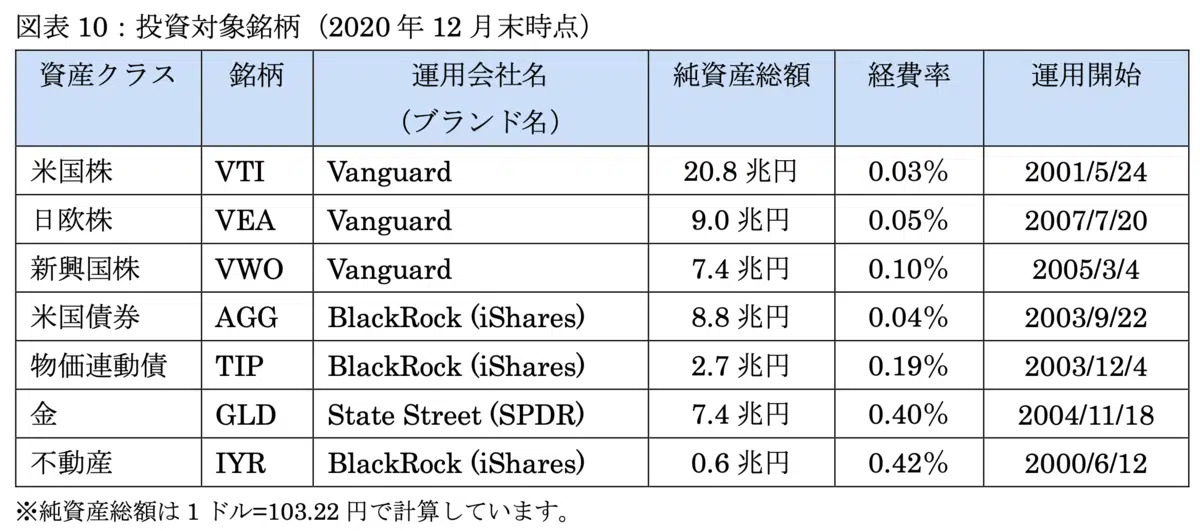 図表 10：投資対象銘柄（2020 年 12 月末時点）
資産クラス 銘柄 運用会社名 純資産総額 経費率 運用開始
（ブランド名）
米国株 VTI Vanguard 20.8 兆円 0.03% 2001/5/24
日欧株 VEA Vanguard 9.0 兆円 0.05% 2007/7/20
新興国株 VWO Vanguard 7.4 兆円 0.10% 2005/3/4
米国債券 AGG BlackRock (iShares) 8.8 兆円 0.04% 2003/9/22
物価連動債 TIP BlackRock (iShares) 2.7 兆円 0.19% 2003/12/4
金 GLD State Street (SPDR) 7.4 兆円 0.40% 2004/11/18
不動産 IYR BlackRock (iShares) 0.6 兆円 0.42% 2000/6/12
※純資産総額は 1 ドル=103.22 円で計算しています。